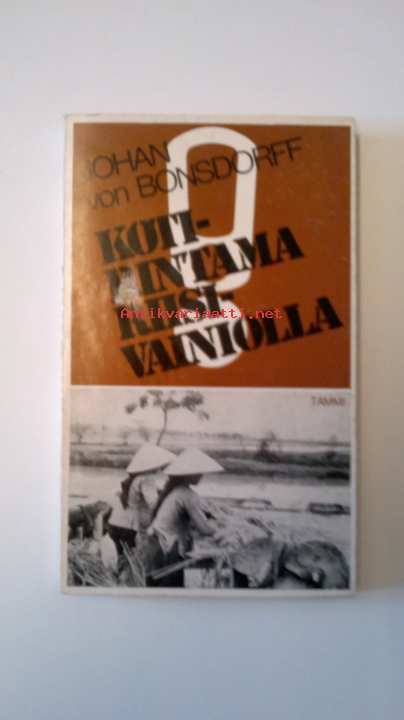 JOHAN
von BONSDORFF
KOTI-
RINTAMA
RIISI-
VAINIOLLA
Antikvariaatti.net
TAMMI